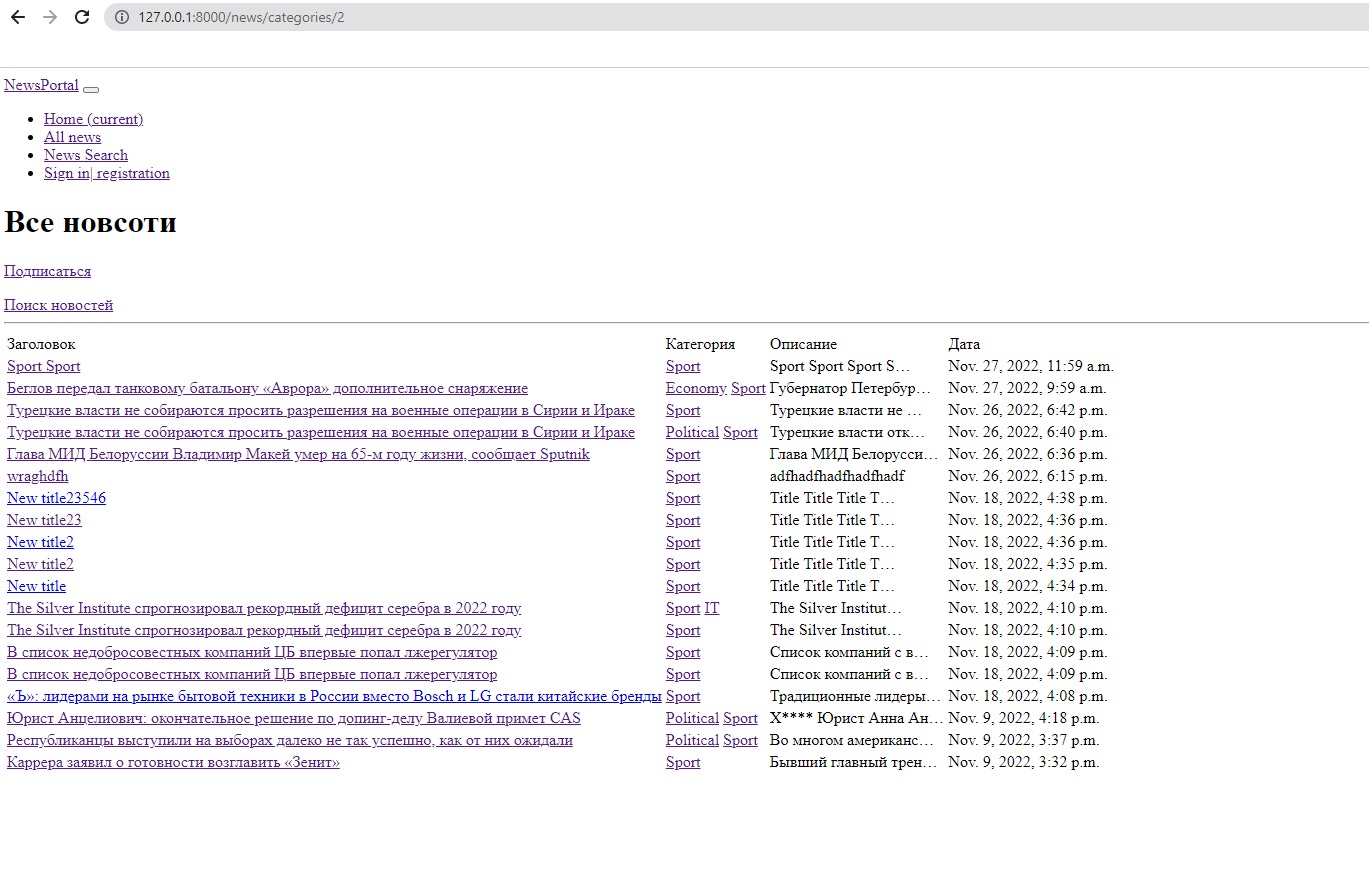 127.0.0.1:8000/news/categories/2
NewsPortal
Home (current)
All news
News Search
Sign in| registration
Все новсоти
Подписаться
Поиск новостей
Заголовок Категория Описание Дата
Sport Sport Sport Sport Sport Sport S… Nov. 27, 2022, 11:59 a.m.
Беглов передал танковому батальону «Аврора» дополнительное снаряжение Economy Sport Губернатор Петербур… Nov. 27, 2022, 9:59 a.m.
Турецкие власти не собираются просить разрешения на военные операции в Сирии и Ираке Sport Турецкие власти не … Nov. 26, 2022, 6:42 p.m.
Турецкие власти не собираются просить разрешения на военные операции в Сирии и Ираке Political Sport Турецкие власти отк… Nov. 26, 2022, 6:40 p.m.
Глава МИД Белоруссии Владимир Макей умер на 65-м году жизни, сообщает Sputnik Sport Глава МИД Белорусси… Nov. 26, 2022, 6:36 p.m.
wraghdfh Sport adfhadfhadfhadfhadf Nov. 26, 2022, 6:15 p.m.
New title23546 Sport Title Title Title T… Nov. 18, 2022, 4:38 p.m.
New title23 Sport Title Title Title T… Nov. 18, 2022, 4:36 p.m.
New title2 Sport Title Title Title T… Nov. 18, 2022, 4:36 p.m.
New title2 Sport Title Title Title T… Nov. 18, 2022, 4:35 p.m.
New title Sport Title Title Title T… Nov. 18, 2022, 4:34 p.m.
The Silver Institute спрогнозировал рекордный дефицит серебра в 2022 году Sport IT The Silver Institut… Nov. 18, 2022, 4:10 p.m.
The Silver Institute спрогнозировал рекордный дефицит серебра в 2022 году Sport The Silver Institut… Nov. 18, 2022, 4:10 p.m.
В список недобросовестных компаний ЦБ впервые попал лжерегулятор Sport Список компаний с в… Nov. 18, 2022, 4:09 p.m.
В список недобросовестных компаний ЦБ впервые попал лжерегулятор Sport Список компаний с в… Nov. 18, 2022, 4:09 p.m.
«Ъ»: лидерами на рынке бытовой техники в России вместо Bosch и LG стали китайские бренды Sport Традиционные лидеры… Nov. 18, 2022, 4:08 p.m.
Юрист Анцелиович: окончательное решение по допинг-делу Валиевой примет CAS Political Sport Х**** Юрист Анна Ан… Nov. 9, 2022, 4:18 p.m.
Республиканцы выступили на выборах далеко не так успешно, как от них ожидали Political Sport Во многом американс… Nov. 9, 2022, 3:37 p.m.
Каррера заявил о готовности возглавить «Зенит» Sport Бывший главный трен… Nov. 9, 2022, 3:32 p.m.